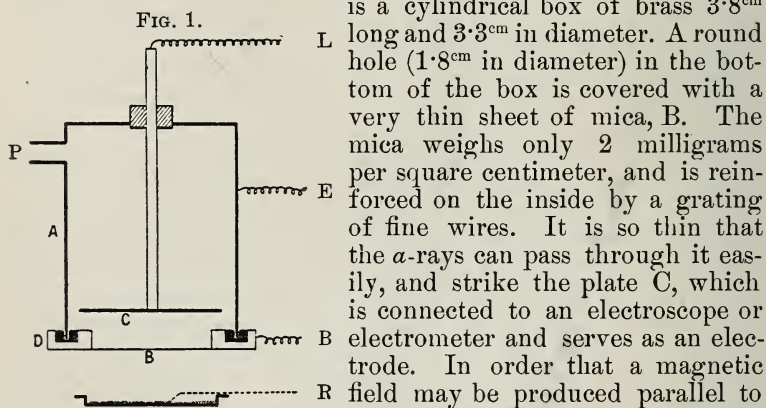 is a cylindrical box of brass 3·8cm
FIG. 1.
L
long and 3·3cm in diameter. A round
hole (1·8cm in diameter) in the bot-
tom of the box is covered with a
very thin sheet of mica, B. The
P
mica weighs only 2 milligrams
per square centimeter, and is rein-
E
forced on the inside by a grating
A
of fine wires. It is so thin that
the α-rays can pass through it eas-
ily, and strike the plate C, which
C
is connected to an electroscope or
D
B
B
electrometer and serves as an elec-
trode. In order that a magnetic
R
field may be produced parallel to